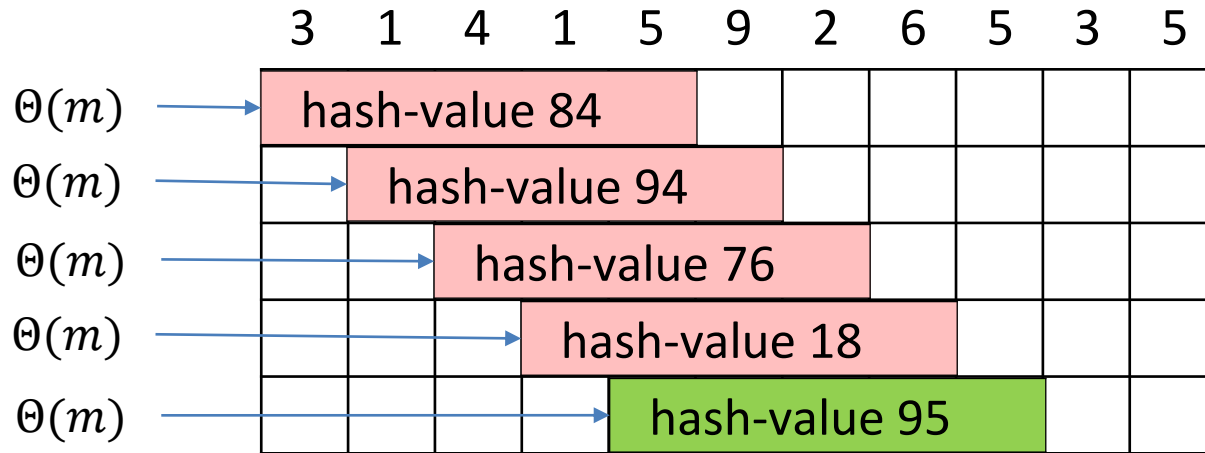 3 1 4 1 5 9 2 6 5 3 5
Θ(m) hash-value 84
Θ(m) hash-value 94
Θ(m) hash-value 76
Θ(m) hash-value 18
Θ(m) hash-value 95